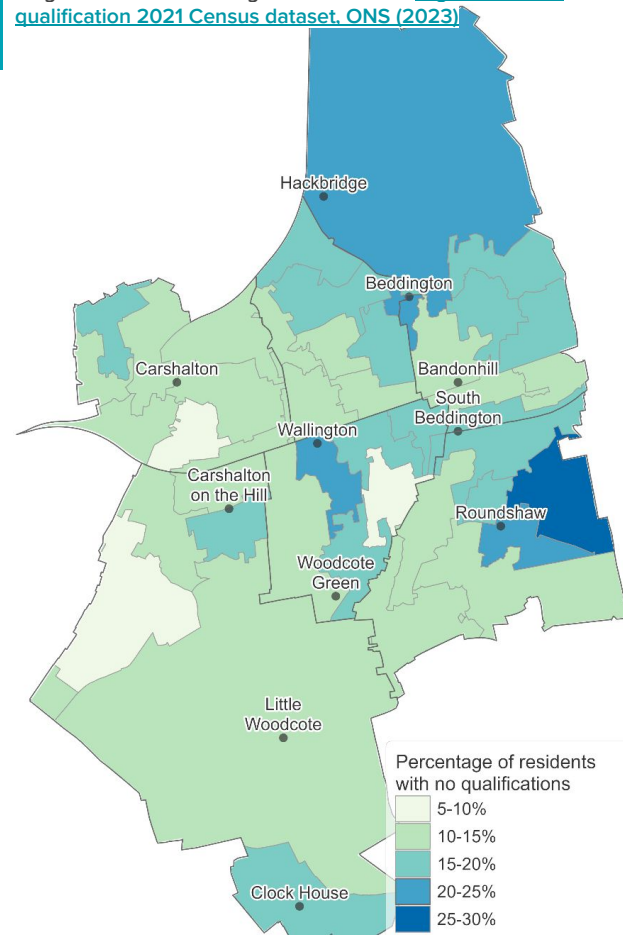 qualification 2021 Census dataset, ONS (2023)
Hackbridge
Beddington
Carshalton
Bandonhill
South
Beddington
Wallington
Carshalton
on the Hill
Roundshaw
Woodcote
Green
Little
Woodcote
Percentage of residents
with no qualifications
5-10%
10-15%
15-20%
20-25%
25-30%
Clock House